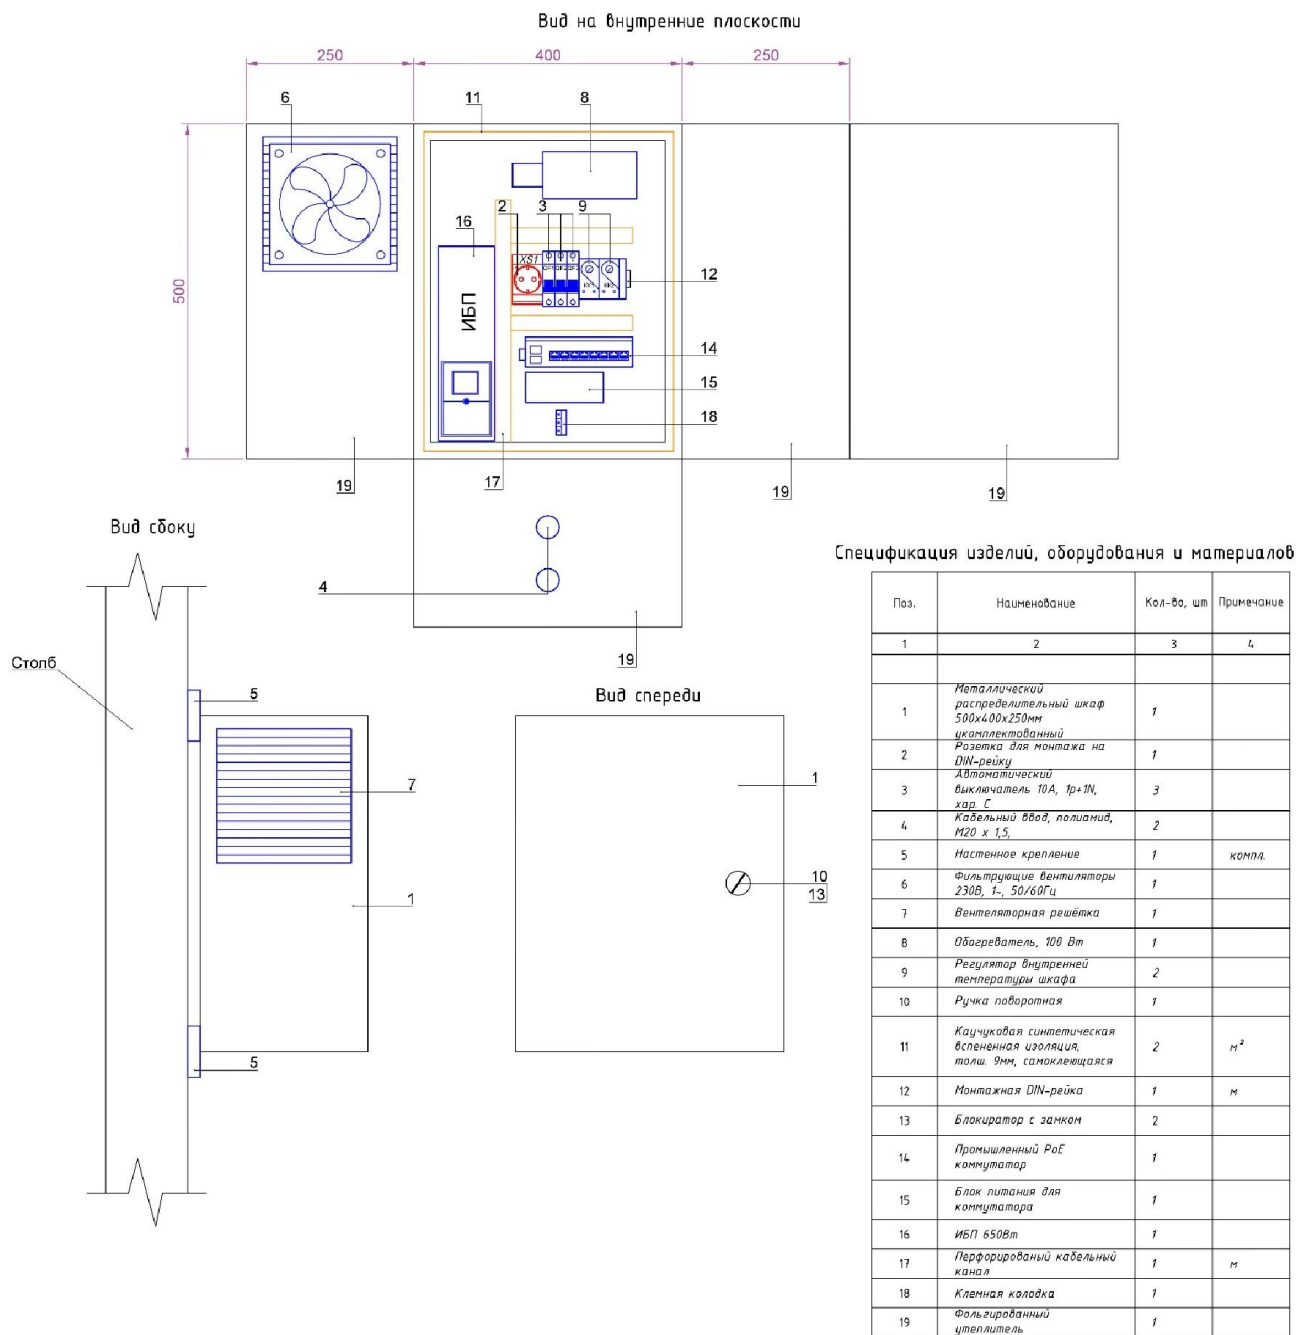 Вид на внутренние плоскости
250
400
250
6
11
8
2
3
9
16
XS1
12
500
ИБП
14
15
18
19
17
19
19
Вид сбоку
4
19
Столб
5
Вид спереди
7
1
1
10
13
5
Спецификация изделий, оборудования и материалов
Поз. Наименование Кол-во, шт Примечание
1 2 3 4
1 Металлический распределительный шкаф 500х400х250мм укомплектованный 1
2 Розетка для монтажа на DIN-рейку 1
3 Автоматический выключатель 10А, 1р+1N, хар. С 3
4 Кабельный ввод, полиамид, М20 х 1,5, 2
5 Настенное крепление 1 компл.
6 Фильтрующие вентиляторы 230В, 1~, 50/60Гц 1
7 Вентеляторная решётка 1
8 Обогреватель, 100 Вт 1
9 Регулятор внутренней температуры шкафа 2
10 Ручка поворотная 1
11 Каучуковая синтетическая вспененная изоляция, толщ. 9мм, самоклеющаяся 2 м²
12 Монтажная DIN-рейка 1 м
13 Блокиратор с замком 2
14 Промышленный PoE коммутатор 1
15 Блок питания для коммутатора 1
16 ИБП 650Вт 1
17 Перфорированый кабельный канал 1 м
18 Клемная колодка 1
19 Фольгированный утеплитель 1